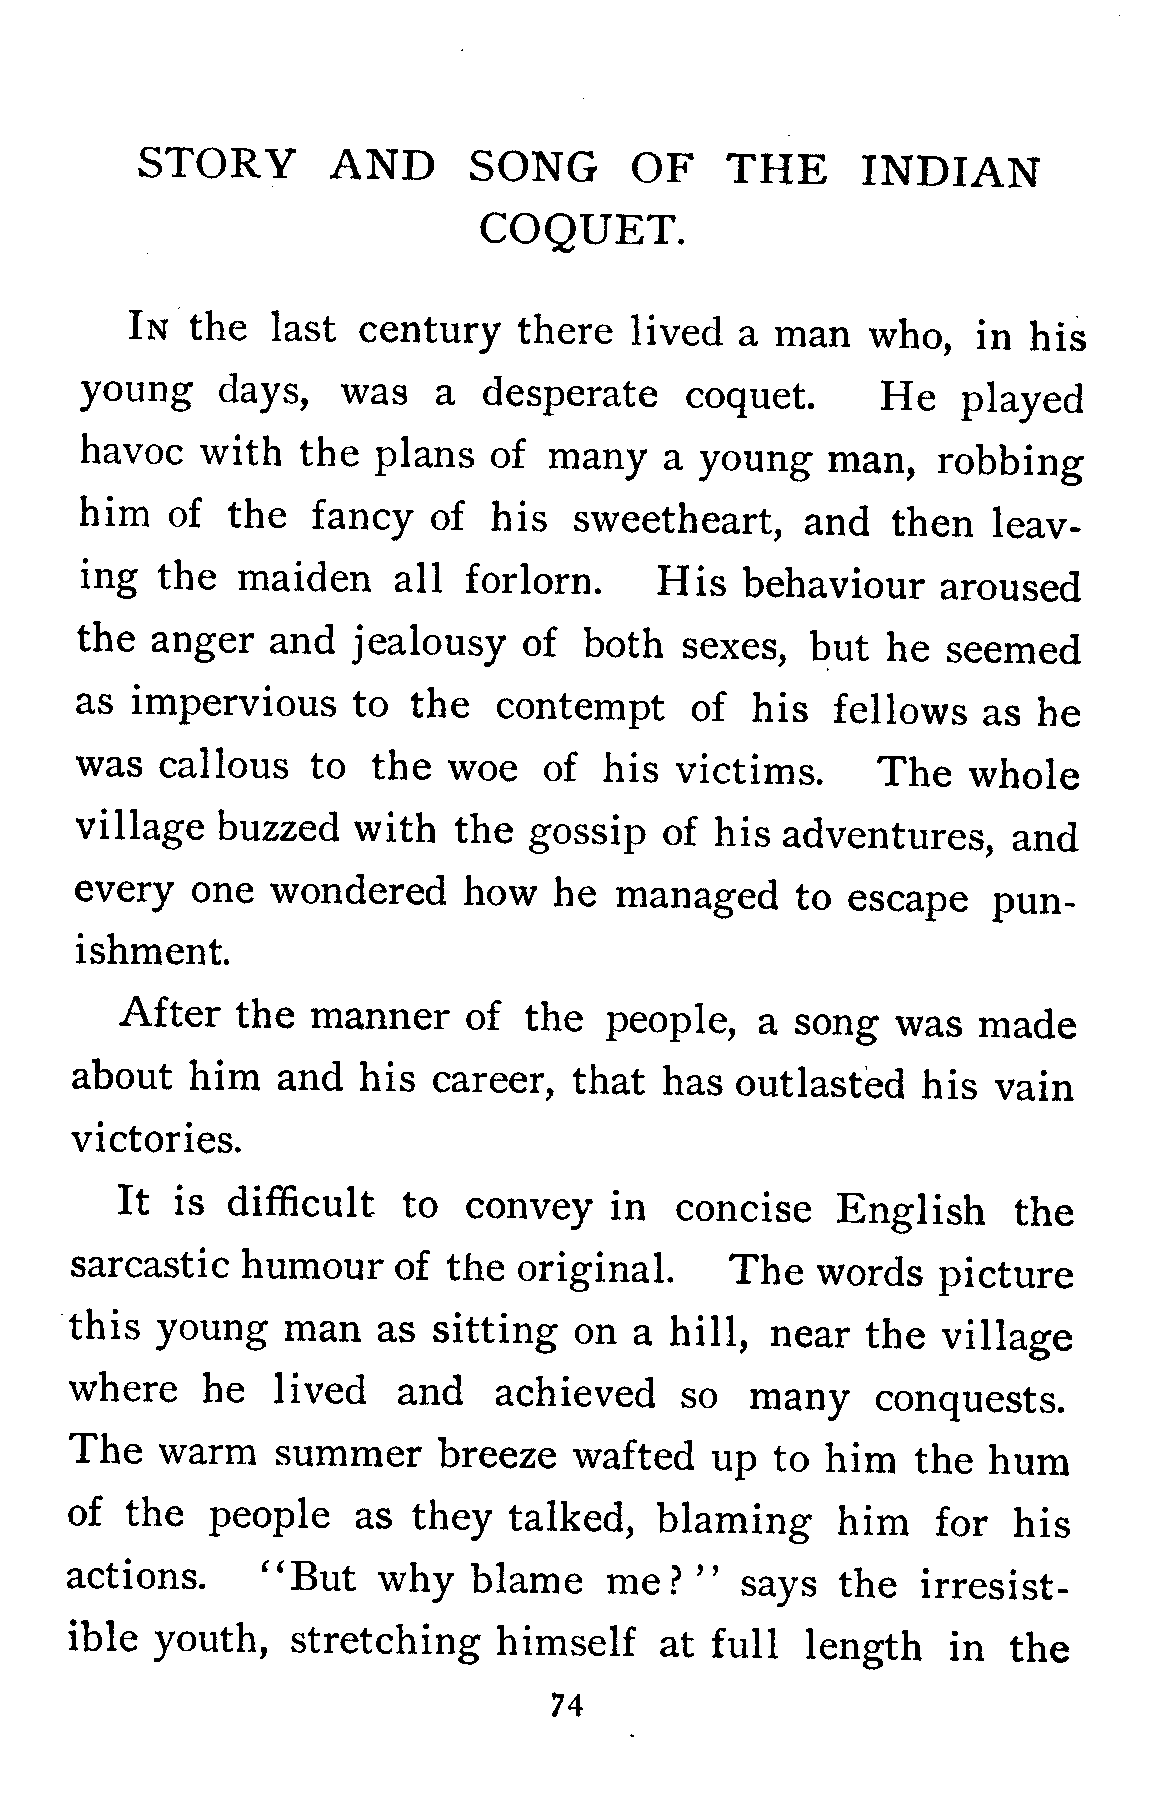 STORY AND SONG OF THE INDIAN
COQUET.
IN the last century there lived a man who, in his
young days, was a desperate coquet. He played
havoc with the plans of many a young man, robbing
him of the fancy of his sweetheart, and then leav-
ing the maiden all forlorn. His behaviour aroused
the anger and jealousy of both sexes, but he seemed
as impervious to the contempt of his fellows as he
was callous to the woe of his victims. The whole
village buzzed with the gossip of his adventures, and
every one wondered how he managed to escape pun-
ishment.
After the manner of the people, a song was made
about him and his career, that has outlasted his vain
victories.
It is difficult to convey in concise English the
sarcastic humour of the original. The words picture
this young man as sitting on a hill, near the village
where he lived and achieved so many conquests.
The warm summer breeze wafted up to him the hum
of the people as they talked, blaming him for his
actions. "But why blame me?" says the irresist-
ible youth, stretching himself at full length in the
74